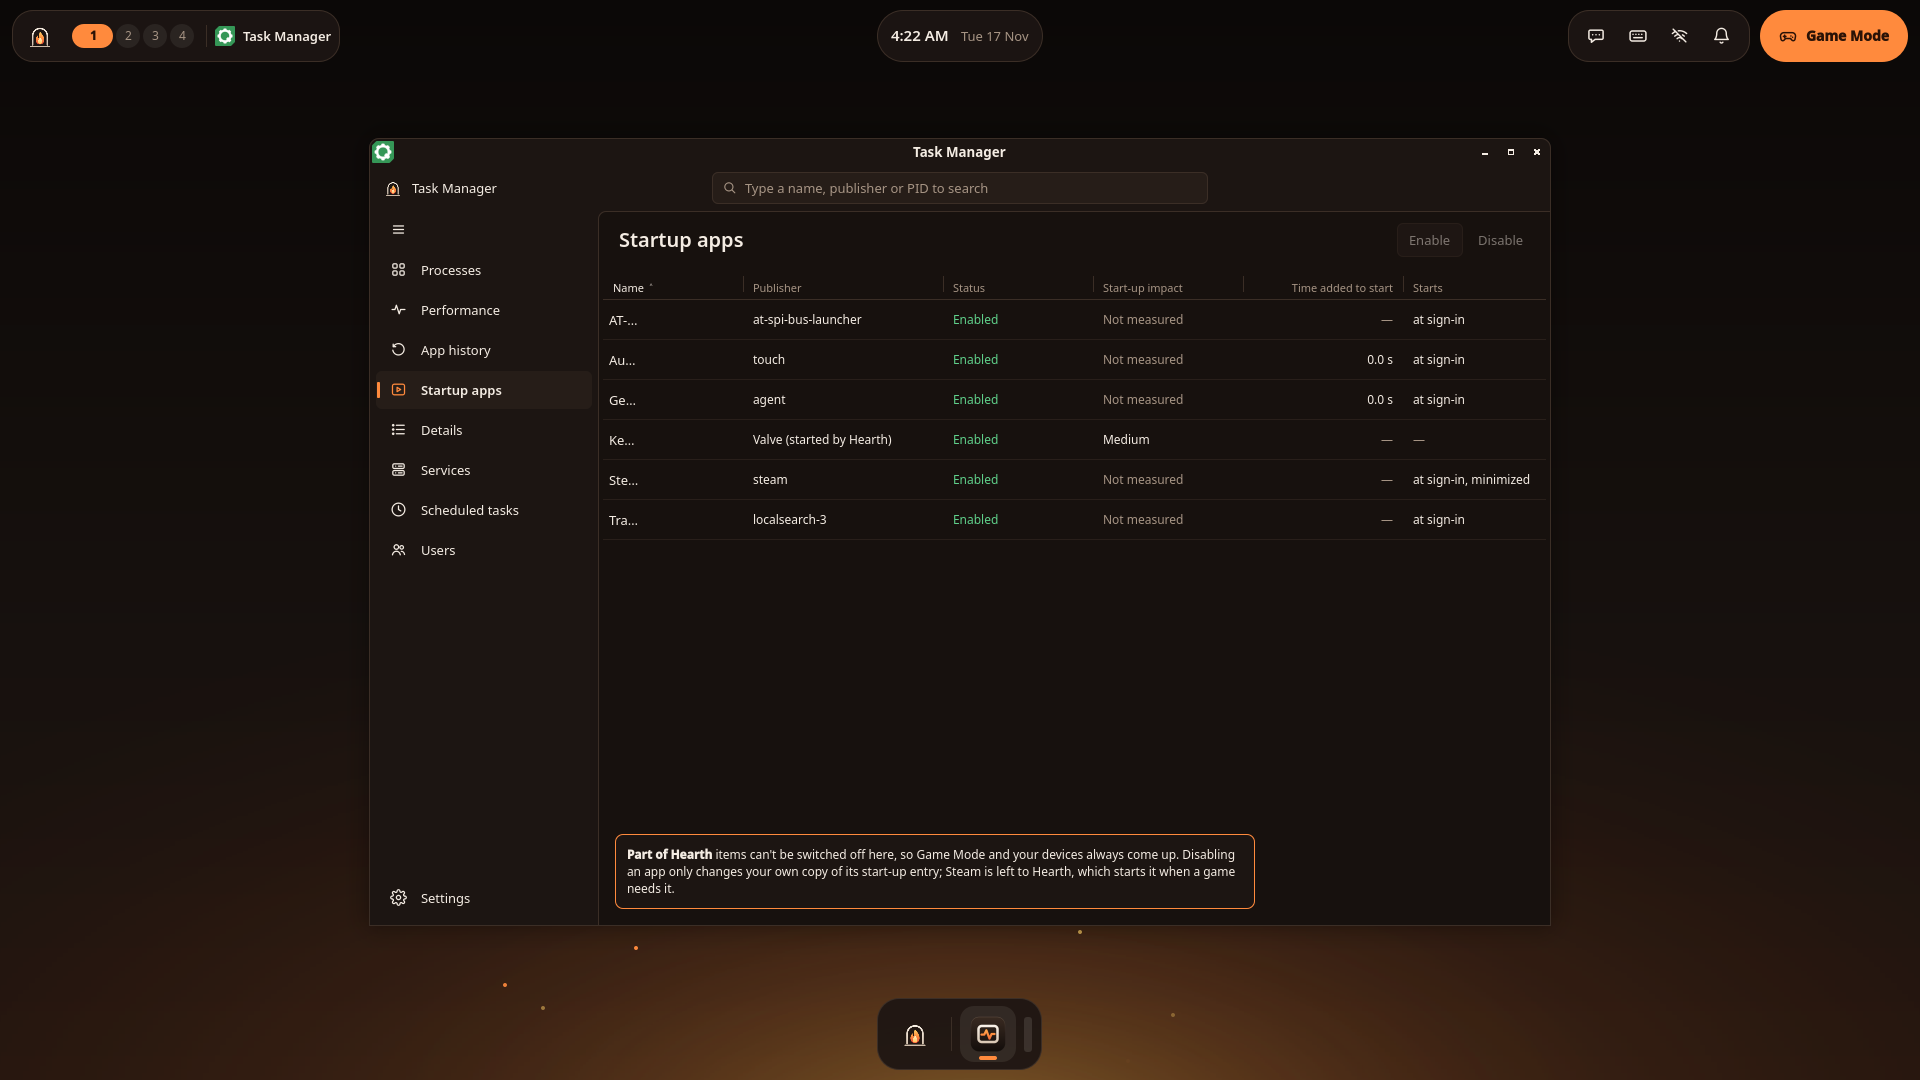 1 2 3 4 Task Manager
4:22 AM Tue 17 Nov
Game Mode
Task Manager
Task Manager
Type a name, publisher or PID to search
Processes
Performance
App history
Startup apps
Details
Services
Scheduled tasks
Users
Settings
Startup apps
Enable Disable
Name Publisher Status Start-up impact Time added to start Starts
AT-... at-spi-bus-launcher Enabled Not measured — at sign-in
Au... touch Enabled Not measured 0.0 s at sign-in
Ge... agent Enabled Not measured 0.0 s at sign-in
Ke... Valve (started by Hearth) Enabled Medium — —
Ste... steam Enabled Not measured — at sign-in, minimized
Tra... localsearch-3 Enabled Not measured — at sign-in
Part of Hearth items can't be switched off here, so Game Mode and your devices always come up. Disabling
an app only changes your own copy of its start-up entry; Steam is left to Hearth, which starts it when a game
needs it.